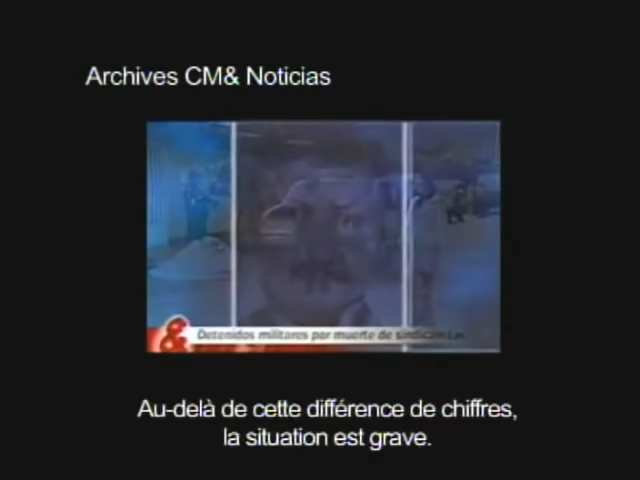 Archives CM& Noticias
& Detenidos militares por muerte de sindicalistas
Au-delà de cette différence de chiffres,
la situation est grave.